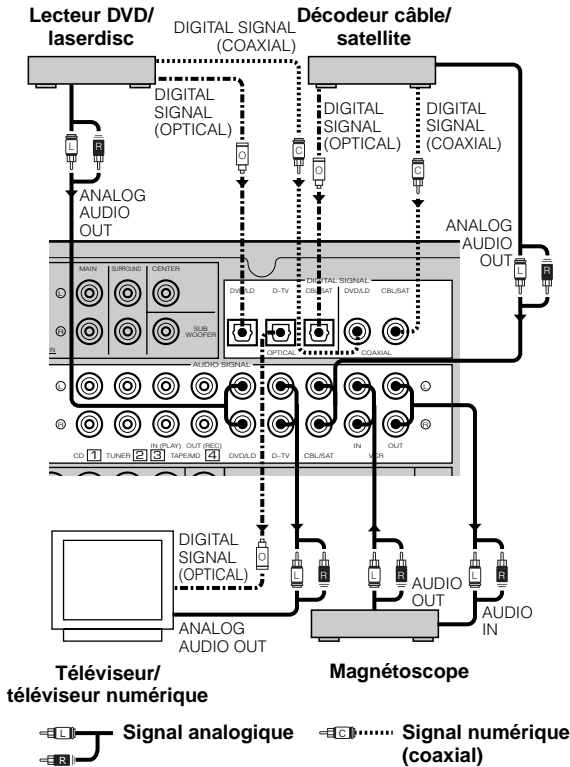 Lecteur DVD/
laserdisc
DIGITAL SIGNAL
(COAXIAL)
Décodeur câble/
satellite
DIGITAL
SIGNAL
(OPTICAL)
DIGITAL
SIGNAL
(OPTICAL)
DIGITAL
SIGNAL
(COAXIAL)
O
C
O
C
L
R
ANALOG
AUDIO
OUT
ANALOG
AUDIO
OUT
L
R
MAIN
SURROUND
CENTER
L
R
SUB
WOOFER
IN
DIGITAL SIGNAL
DVD/LD
D–TV
CBL/SAT
DVD/LD
CBL/SAT
OPTICAL
COAXIAL
AUDIO SIGNAL
L
L
R
R
IN (PLAY)
OUT (REC)
IN
OUT
CD 1
TUNER 2
3 TAPE/MD 4
DVD/LD
D–TV
CBL/SAT
VCR
DIGITAL
SIGNAL
(OPTICAL)
O
L
R
L
R
L
R
ANALOG
AUDIO OUT
AUDIO
OUT
AUDIO
IN
Téléviseur/
téléviseur numérique
Magnétoscope
L
R
Signal analogique
C
Signal numérique
(coaxial)